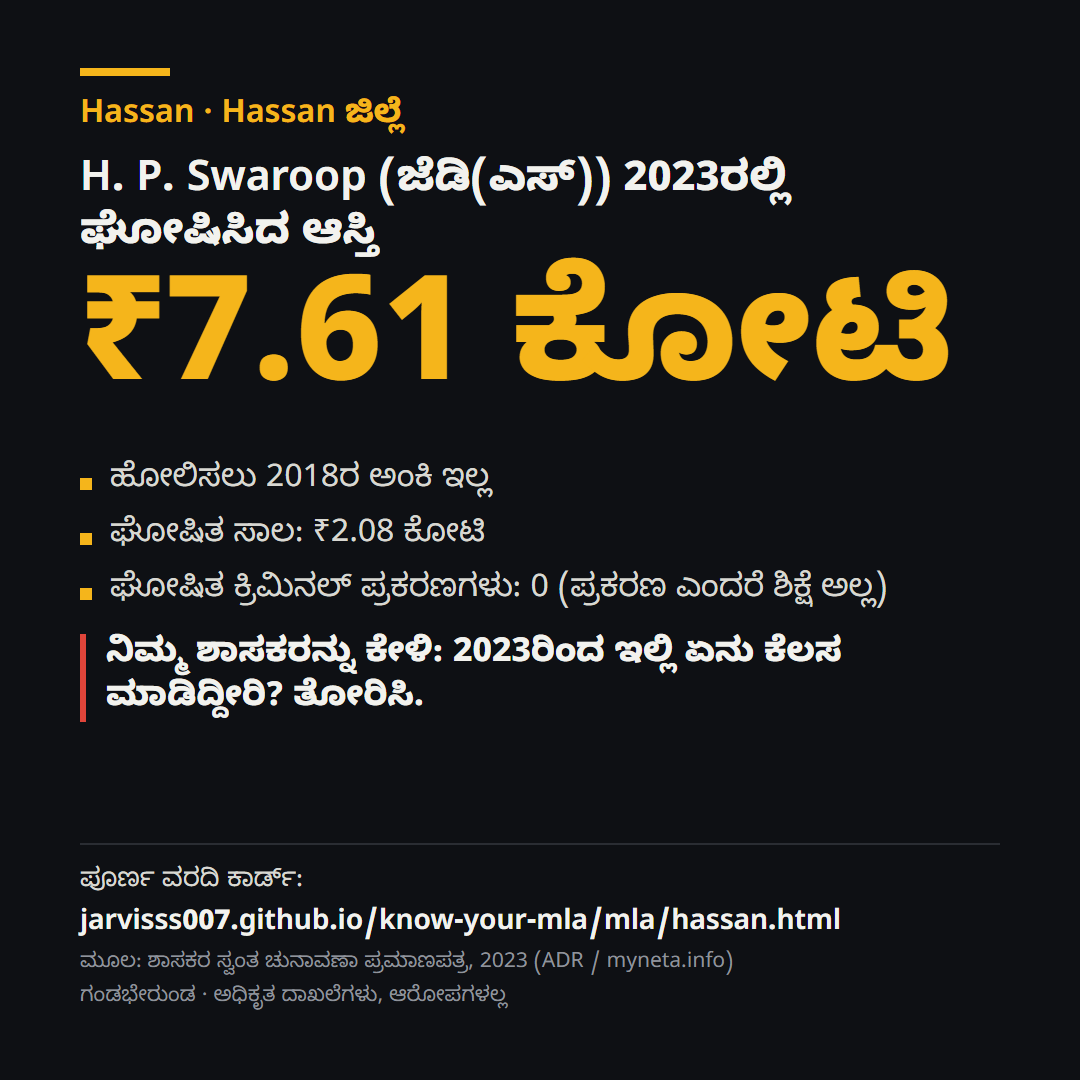 Hassan · Hassan ಜಿಲ್ಲೆ
H. P. Swaroop (ಜೆಡಿ(ಎಸ್)) 2023ರಲ್ಲಿ
ಘೋಷಿಸಿದ ಆಸ್ತಿ
₹7.61 ಕೋಟಿ
ಹೋಲಿಸಲು 2018ರ ಅಂಕಿ ಇಲ್ಲ
ಘೋಷಿತ ಸಾಲ: ₹2.08 ಕೋಟಿ
ಘೋಷಿತ ಕ್ರಿಮಿನಲ್ ಪ್ರಕರಣಗಳು: 0 (ಪ್ರಕರಣ ಎಂದರೆ ಶಿಕ್ಷೆ ಅಲ್ಲ)
ನಿಮ್ಮ ಶಾಸಕರನ್ನು ಕೇಳಿ: 2023ರಿಂದ ಇಲ್ಲಿ ಏನು ಕೆಲಸ
ಮಾಡಿದ್ದೀರಿ? ತೋರಿಸಿ.
ಪೂರ್ಣ ವರದಿ ಕಾರ್ಡ್:
jarvisss007.github.io/know-your-mla/mla/hassan.html
ಮೂಲ: ಶಾಸಕರ ಸ್ವಂತ ಚುನಾವಣಾ ಪ್ರಮಾಣಪತ್ರ, 2023 (ADR / myneta.info)
ಗಂಡಭೇರುಂಡ · ಅಧಿಕೃತ ದಾಖಲೆಗಳು, ಆರೋಪಗಳಲ್ಲ